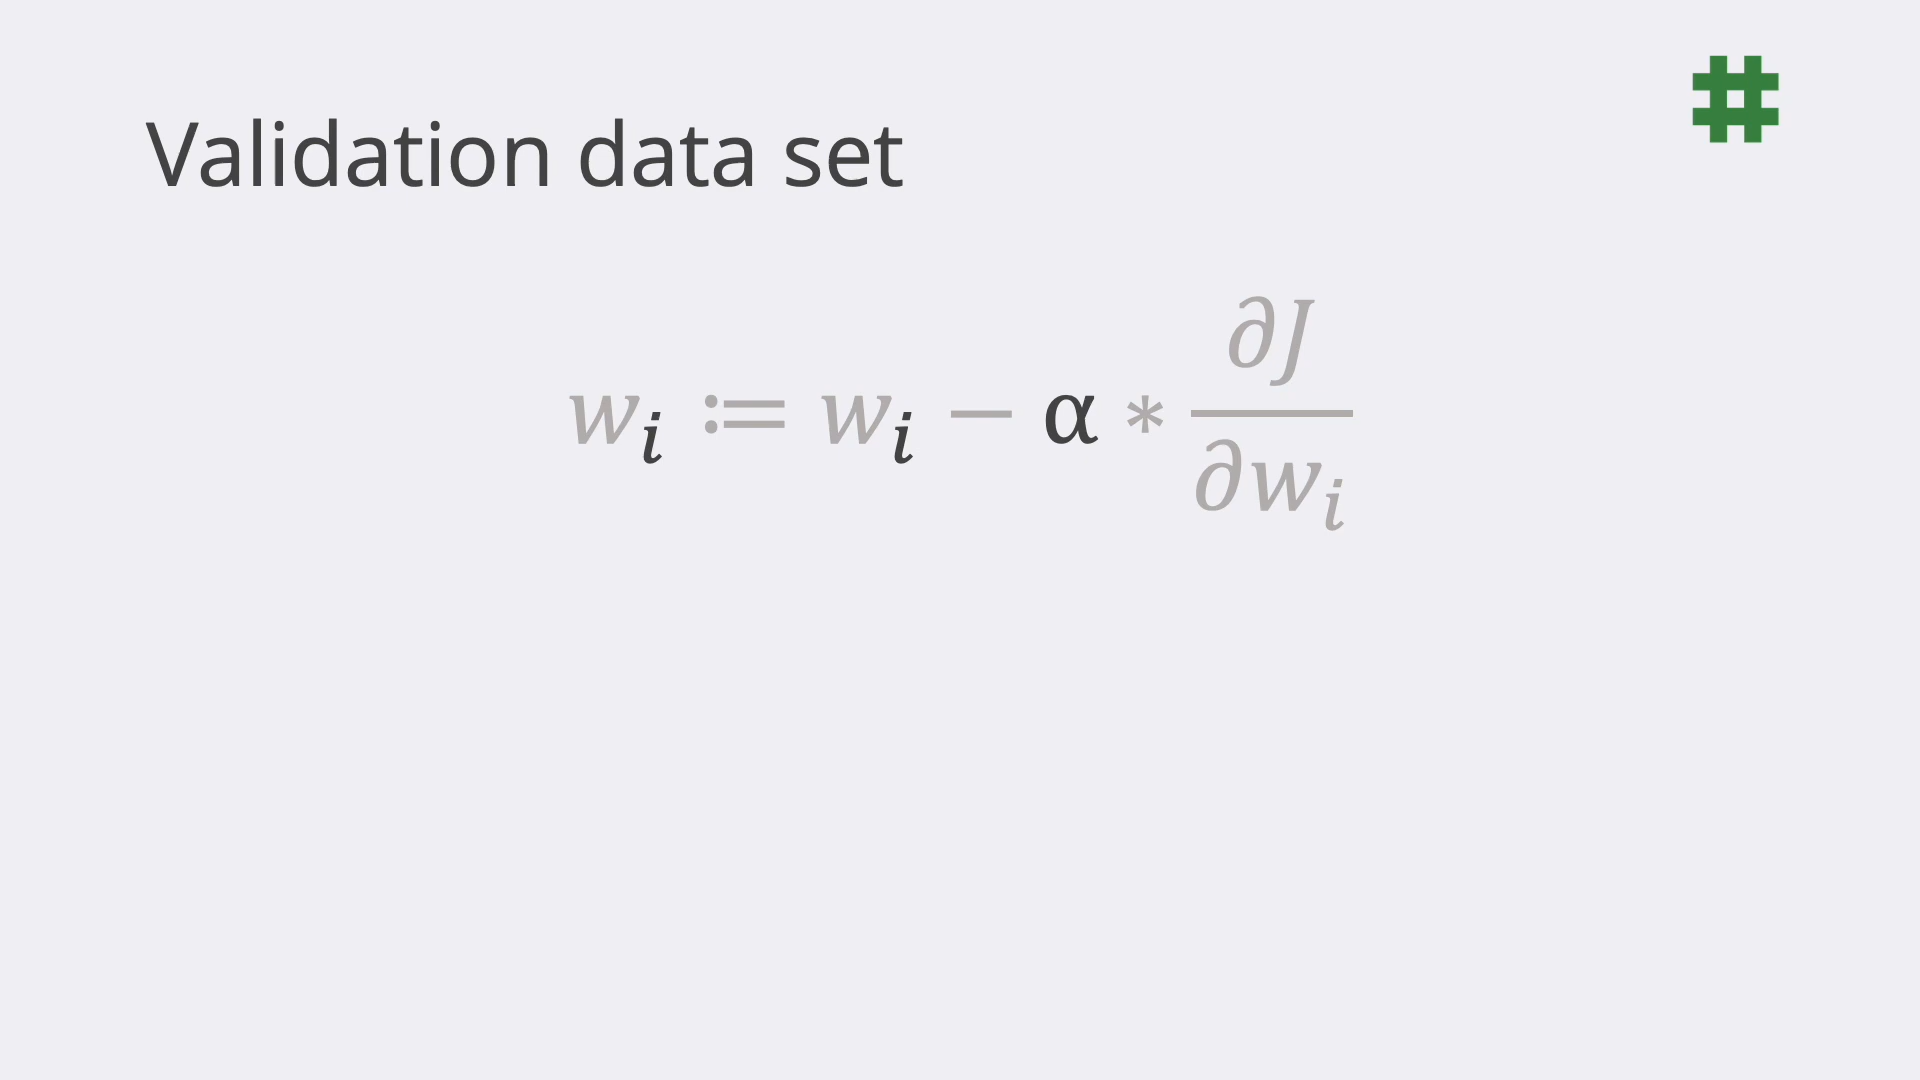 Validation data set
wᵢ := wᵢ − α * ∂J/∂wᵢ